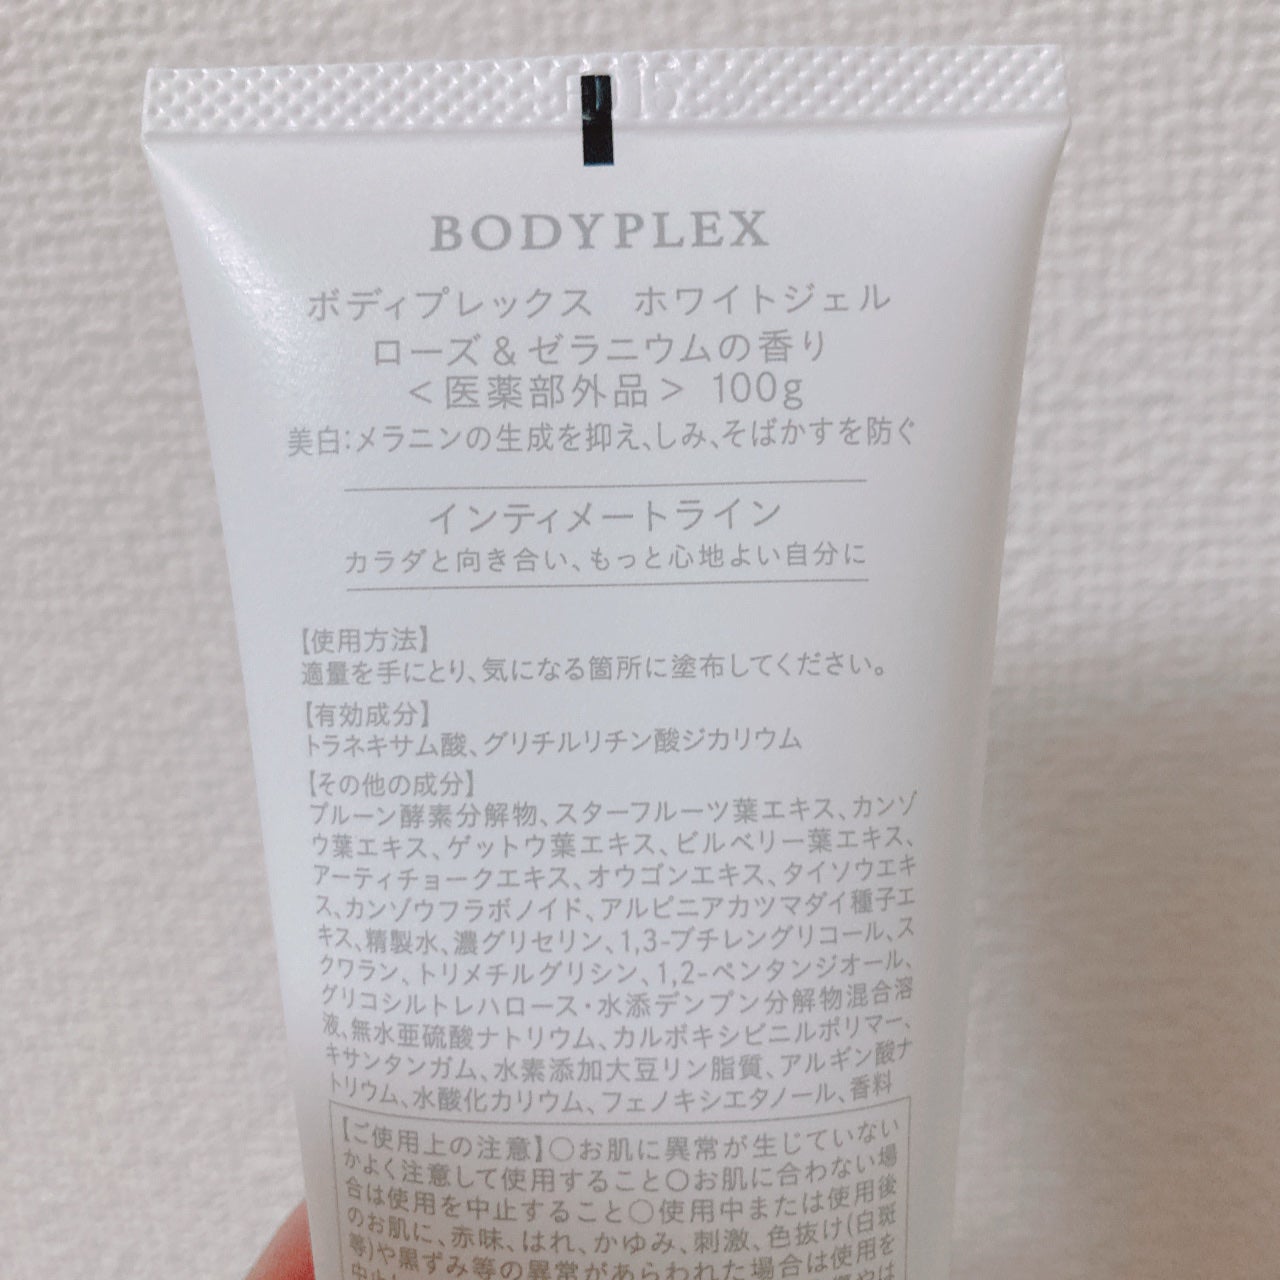 BODYPLEX
ボディプレックス ホワイトジェル
ローズ&ゼラニウムの香り
<医薬部外品> 100g
美白:メラニンの生成を抑え、しみ、そばかすを防ぐ
インティメートライン
カラダと向き合い、もっと心地よい自分に
【使用方法】
適量を手にとり、気になる箇所に塗布してください。
【有効成分】
トラネキサム酸、グリチルリチン酸ジカリウム
【その他の成分】
プルーン酵素分解物、スターフルーツ葉エキス、カンゾ
ウ葉エキス、ゲットウ葉エキス、ビルベリー葉エキス、
アーティチョークエキス、オウゴンエキス、タイソウエキ
ス、カンゾウフラボノイド、アルピニアカツマダイ種子エ
キス、精製水、濃グリセリン、1,3-ブチレングリコール、ス
クワラン、トリメチルグリシン、1,2-ペンタンジオール、
グリコシルトレハロース・水添デンプン分解物混合溶
液、無水亜硫酸ナトリウム、カルボキシビニルポリマー、
キサンタンガム、水素添加大豆リン脂質、アルギン酸ナ
トリウム、水酸化カリウム、フェノキシエタノール、香料
【ご使用上の注意】○お肌に異常が生じていない
かよく注意して使用すること○お肌に合わない場
合は使用を中止すること○使用中または使用後
のお肌に、赤味、はれ、かゆみ、刺激、色抜け(白斑
等)や黒ずみ等の異常があらわれた場合は使用を